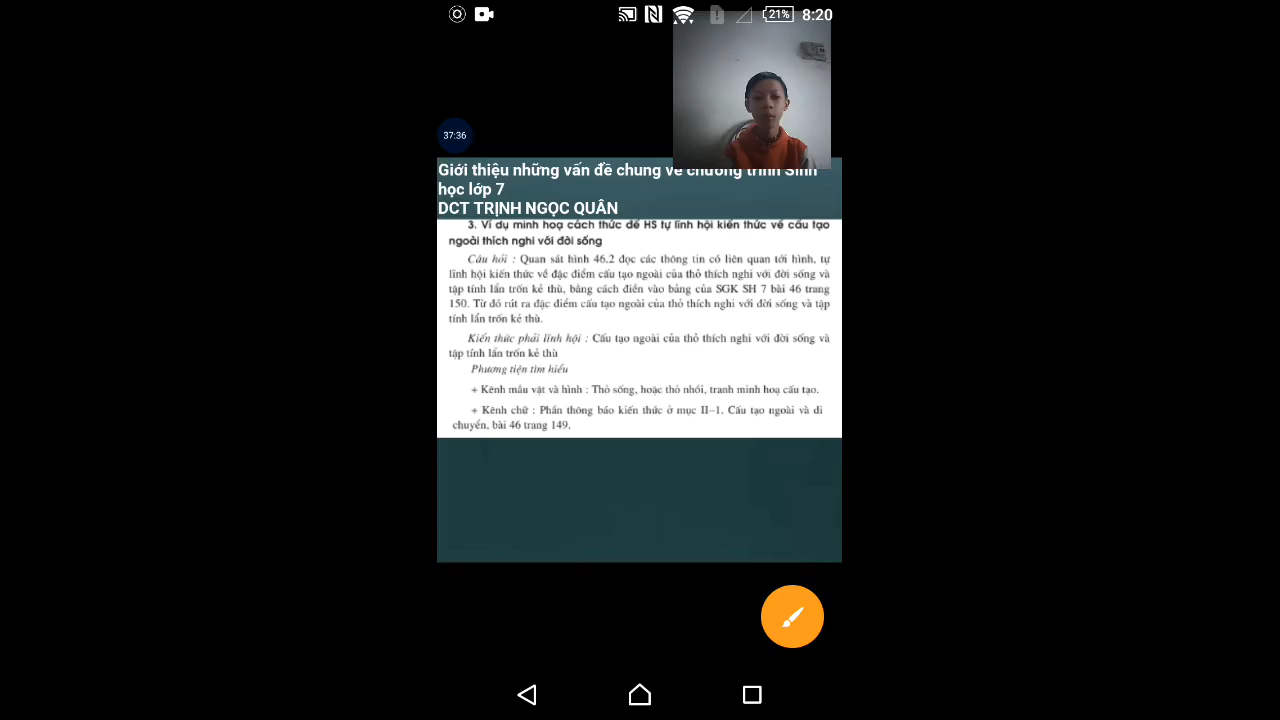 21%
8:20
37:36
Giới thiệu những vấn đề chung về chương trình Sinh
học lớp 7
DCT TRỊNH NGỌC QUÂN
3. Ví dụ minh hoạ cách thức để HS tự lĩnh hội kiến thức về cấu tạo
ngoài thích nghi với đời sống
Câu hỏi : Quan sát hình 46.2 đọc các thông tin có liên quan tới hình, tự
lĩnh hội kiến thức về đặc điểm cấu tạo ngoài của thỏ thích nghi với đời sống và
tập tính lẩn trốn kẻ thù, bằng cách điền vào bảng của SGK SH 7 bài 46 trang
150. Từ đó rút ra đặc điểm cấu tạo ngoài của thỏ thích nghi với đời sống và tập
tính lẩn trốn kẻ thù.
Kiến thức phải lĩnh hội : Cấu tạo ngoài của thỏ thích nghi với đời sống và
tập tính lẩn trốn kẻ thù
Phương tiện tìm hiểu
+ Kênh mẫu vật và hình : Thỏ sống, hoặc thỏ nhồi, tranh minh hoạ cấu tạo.
+ Kênh chữ : Phần thông báo kiến thức ở mục II–1. Cấu tạo ngoài và di
chuyển, bài 46 trang 149.